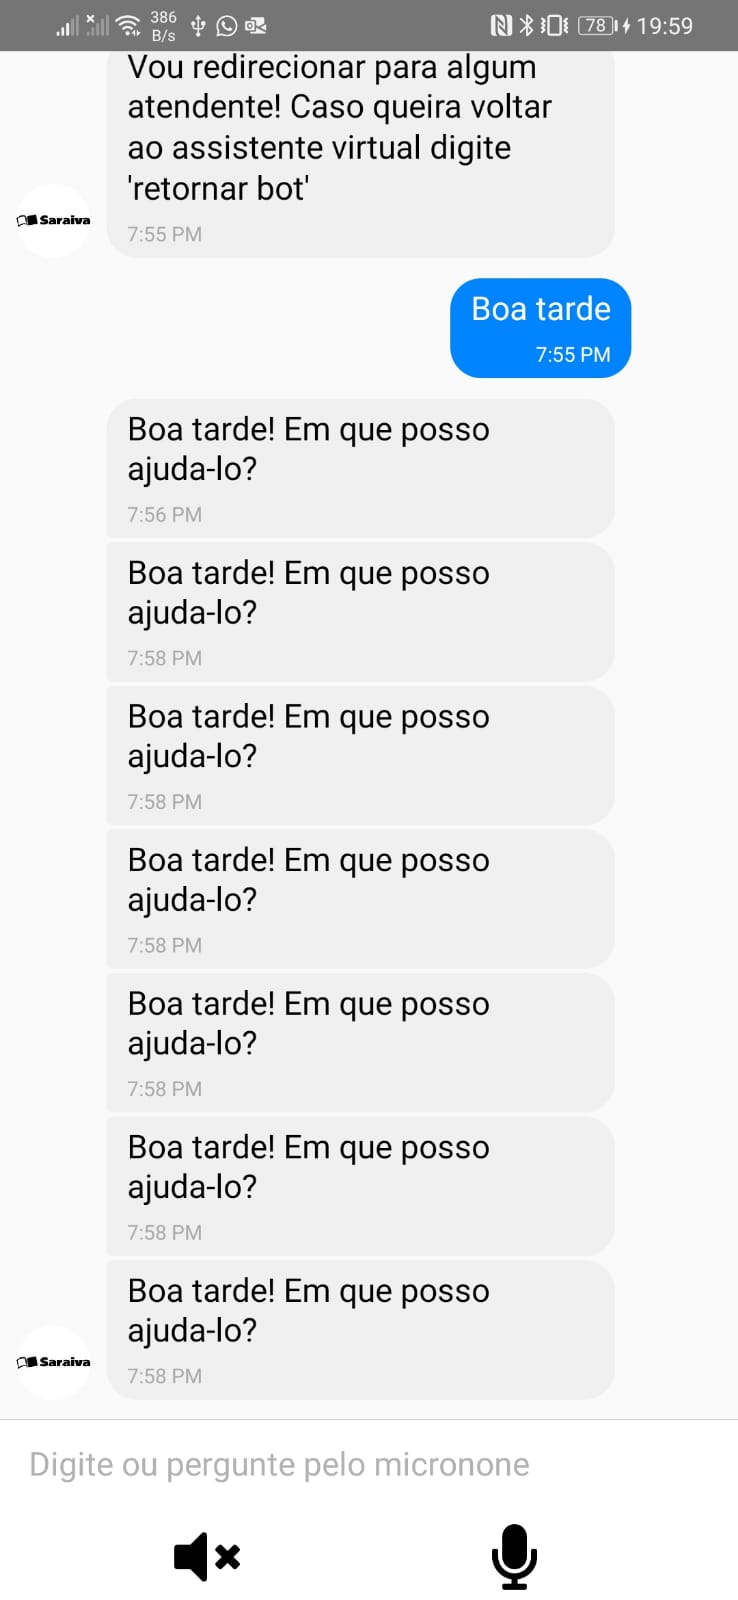 386
B/s
78
19:59
Vou redirecionar para algum
atendente! Caso queira voltar
ao assistente virtual digite
'retornar bot'
7:55 PM
Saraiva
Boa tarde
7:55 PM
Boa tarde! Em que posso
ajuda-lo?
7:56 PM
Boa tarde! Em que posso
ajuda-lo?
7:58 PM
Boa tarde! Em que posso
ajuda-lo?
7:58 PM
Boa tarde! Em que posso
ajuda-lo?
7:58 PM
Boa tarde! Em que posso
ajuda-lo?
7:58 PM
Boa tarde! Em que posso
ajuda-lo?
7:58 PM
Boa tarde! Em que posso
ajuda-lo?
7:58 PM
Saraiva
Digite ou pergunte pelo micronone